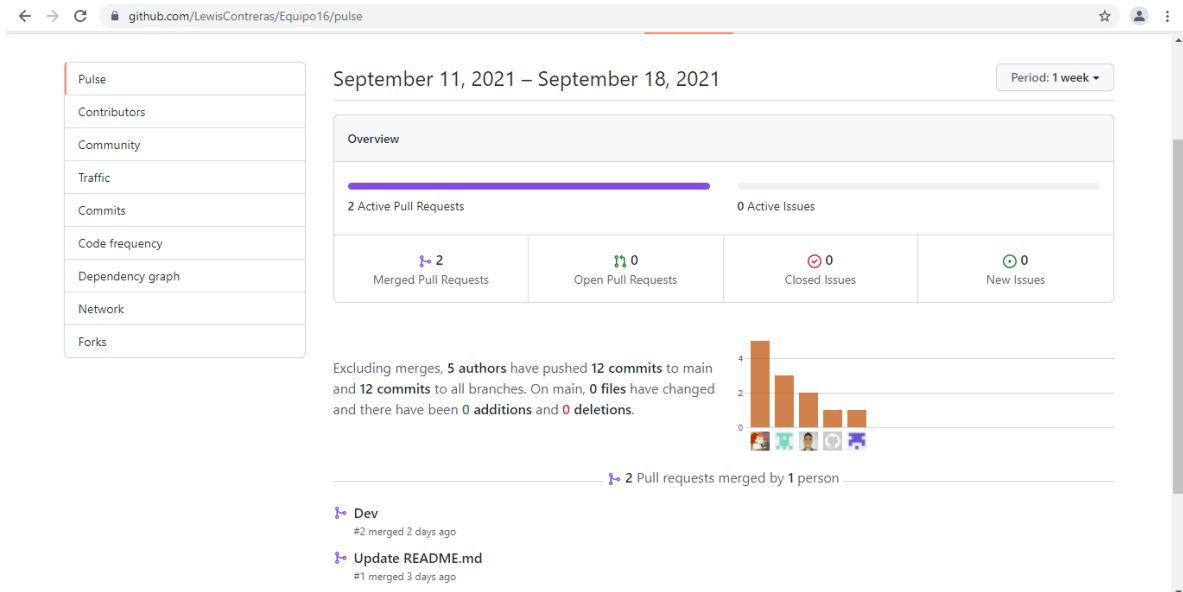 github.com/LewisContreras/Equipo16/pulse
Pulse
Contributors
Community
Traffic
Commits
Code frequency
Dependency graph
Network
Forks
September 11, 2021 – September 18, 2021
Period: 1 week
Overview
2 Active Pull Requests
0 Active Issues
2
Merged Pull Requests
0
Open Pull Requests
0
Closed Issues
0
New Issues
Excluding merges, 5 authors have pushed 12 commits to main
and 12 commits to all branches. On main, 0 files have changed
and there have been 0 additions and 0 deletions.
4
2
0
2 Pull requests merged by 1 person
Dev
#2 merged 2 days ago
Update README.md
#1 merged 3 days ago